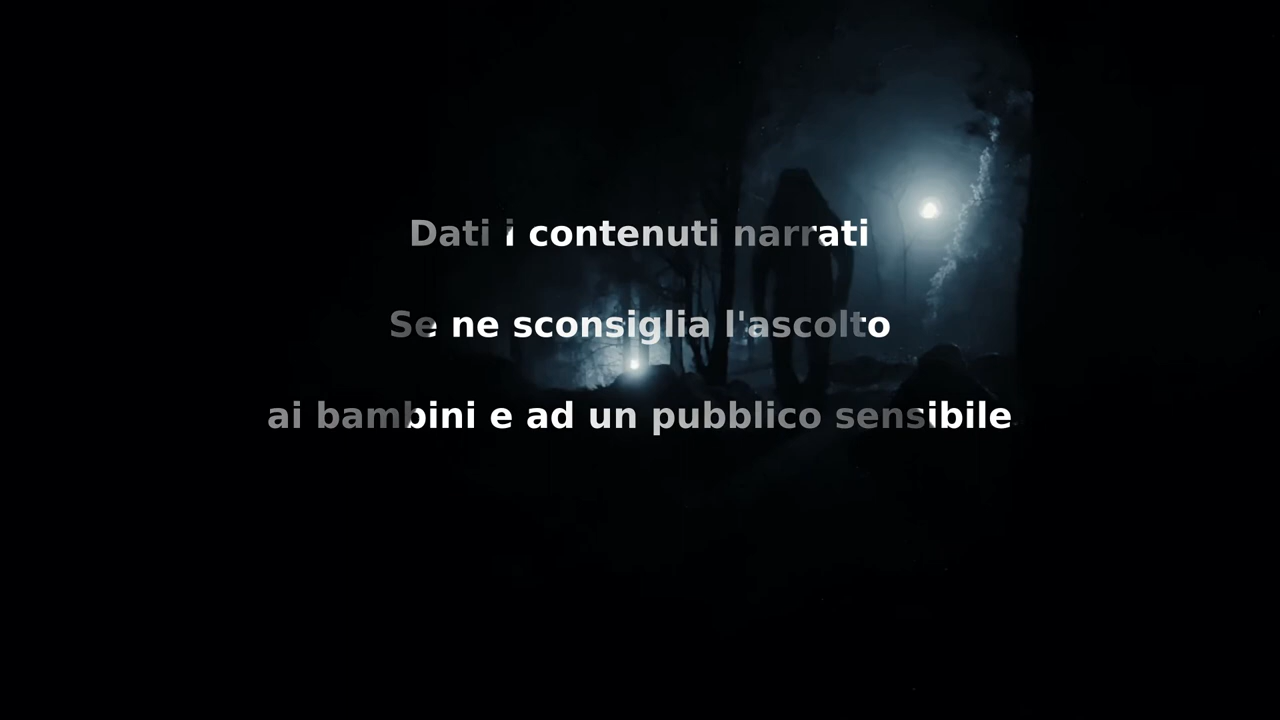 Dati i contenuti narrati
Se ne sconsiglia l'ascolto
ai bambini e ad un pubblico sensibile